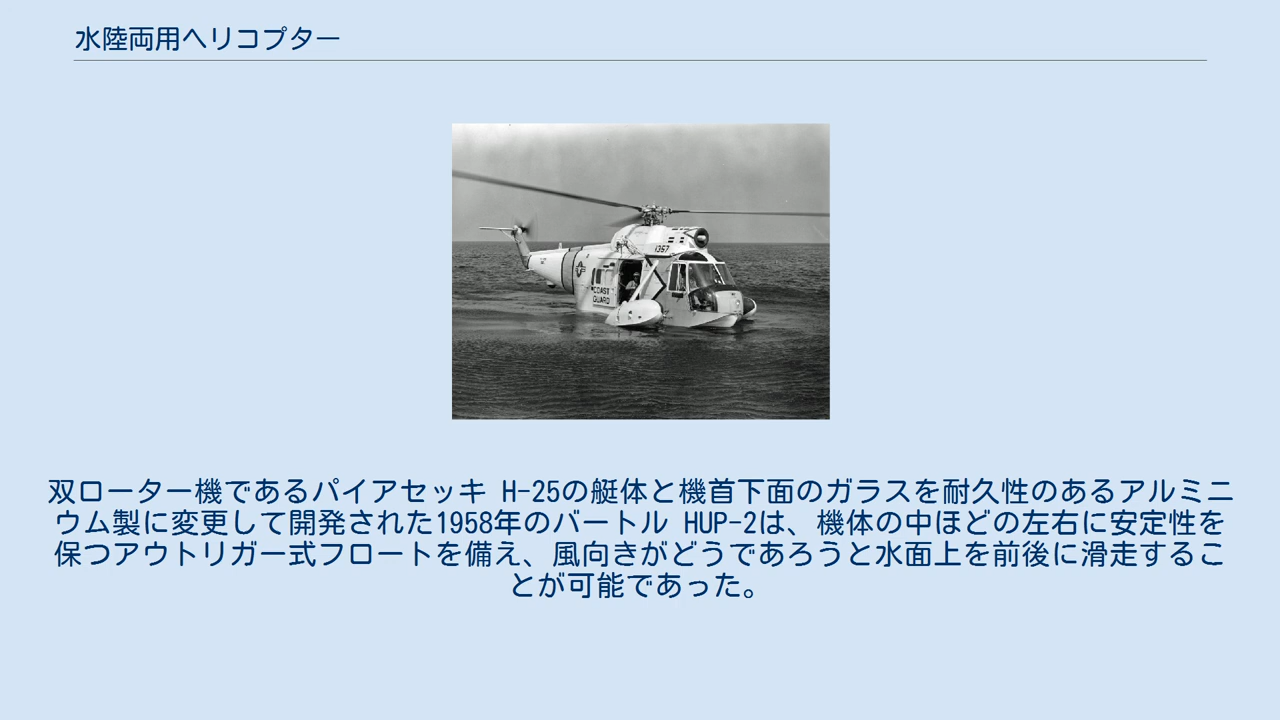 水陸両用ヘリコプター
1357
COAST
GUARD
双ローター機であるパイアセッキ H-25の艇体と機首下面のガラスを耐久性のあるアルミニ
ウム製に変更して開発された1958年のバートル HUP-2は、機体の中ほどの左右に安定性を
保つアウトリガー式フロートを備え、風向きがどうであろうと水面上を前後に滑走するこ
とが可能であった。